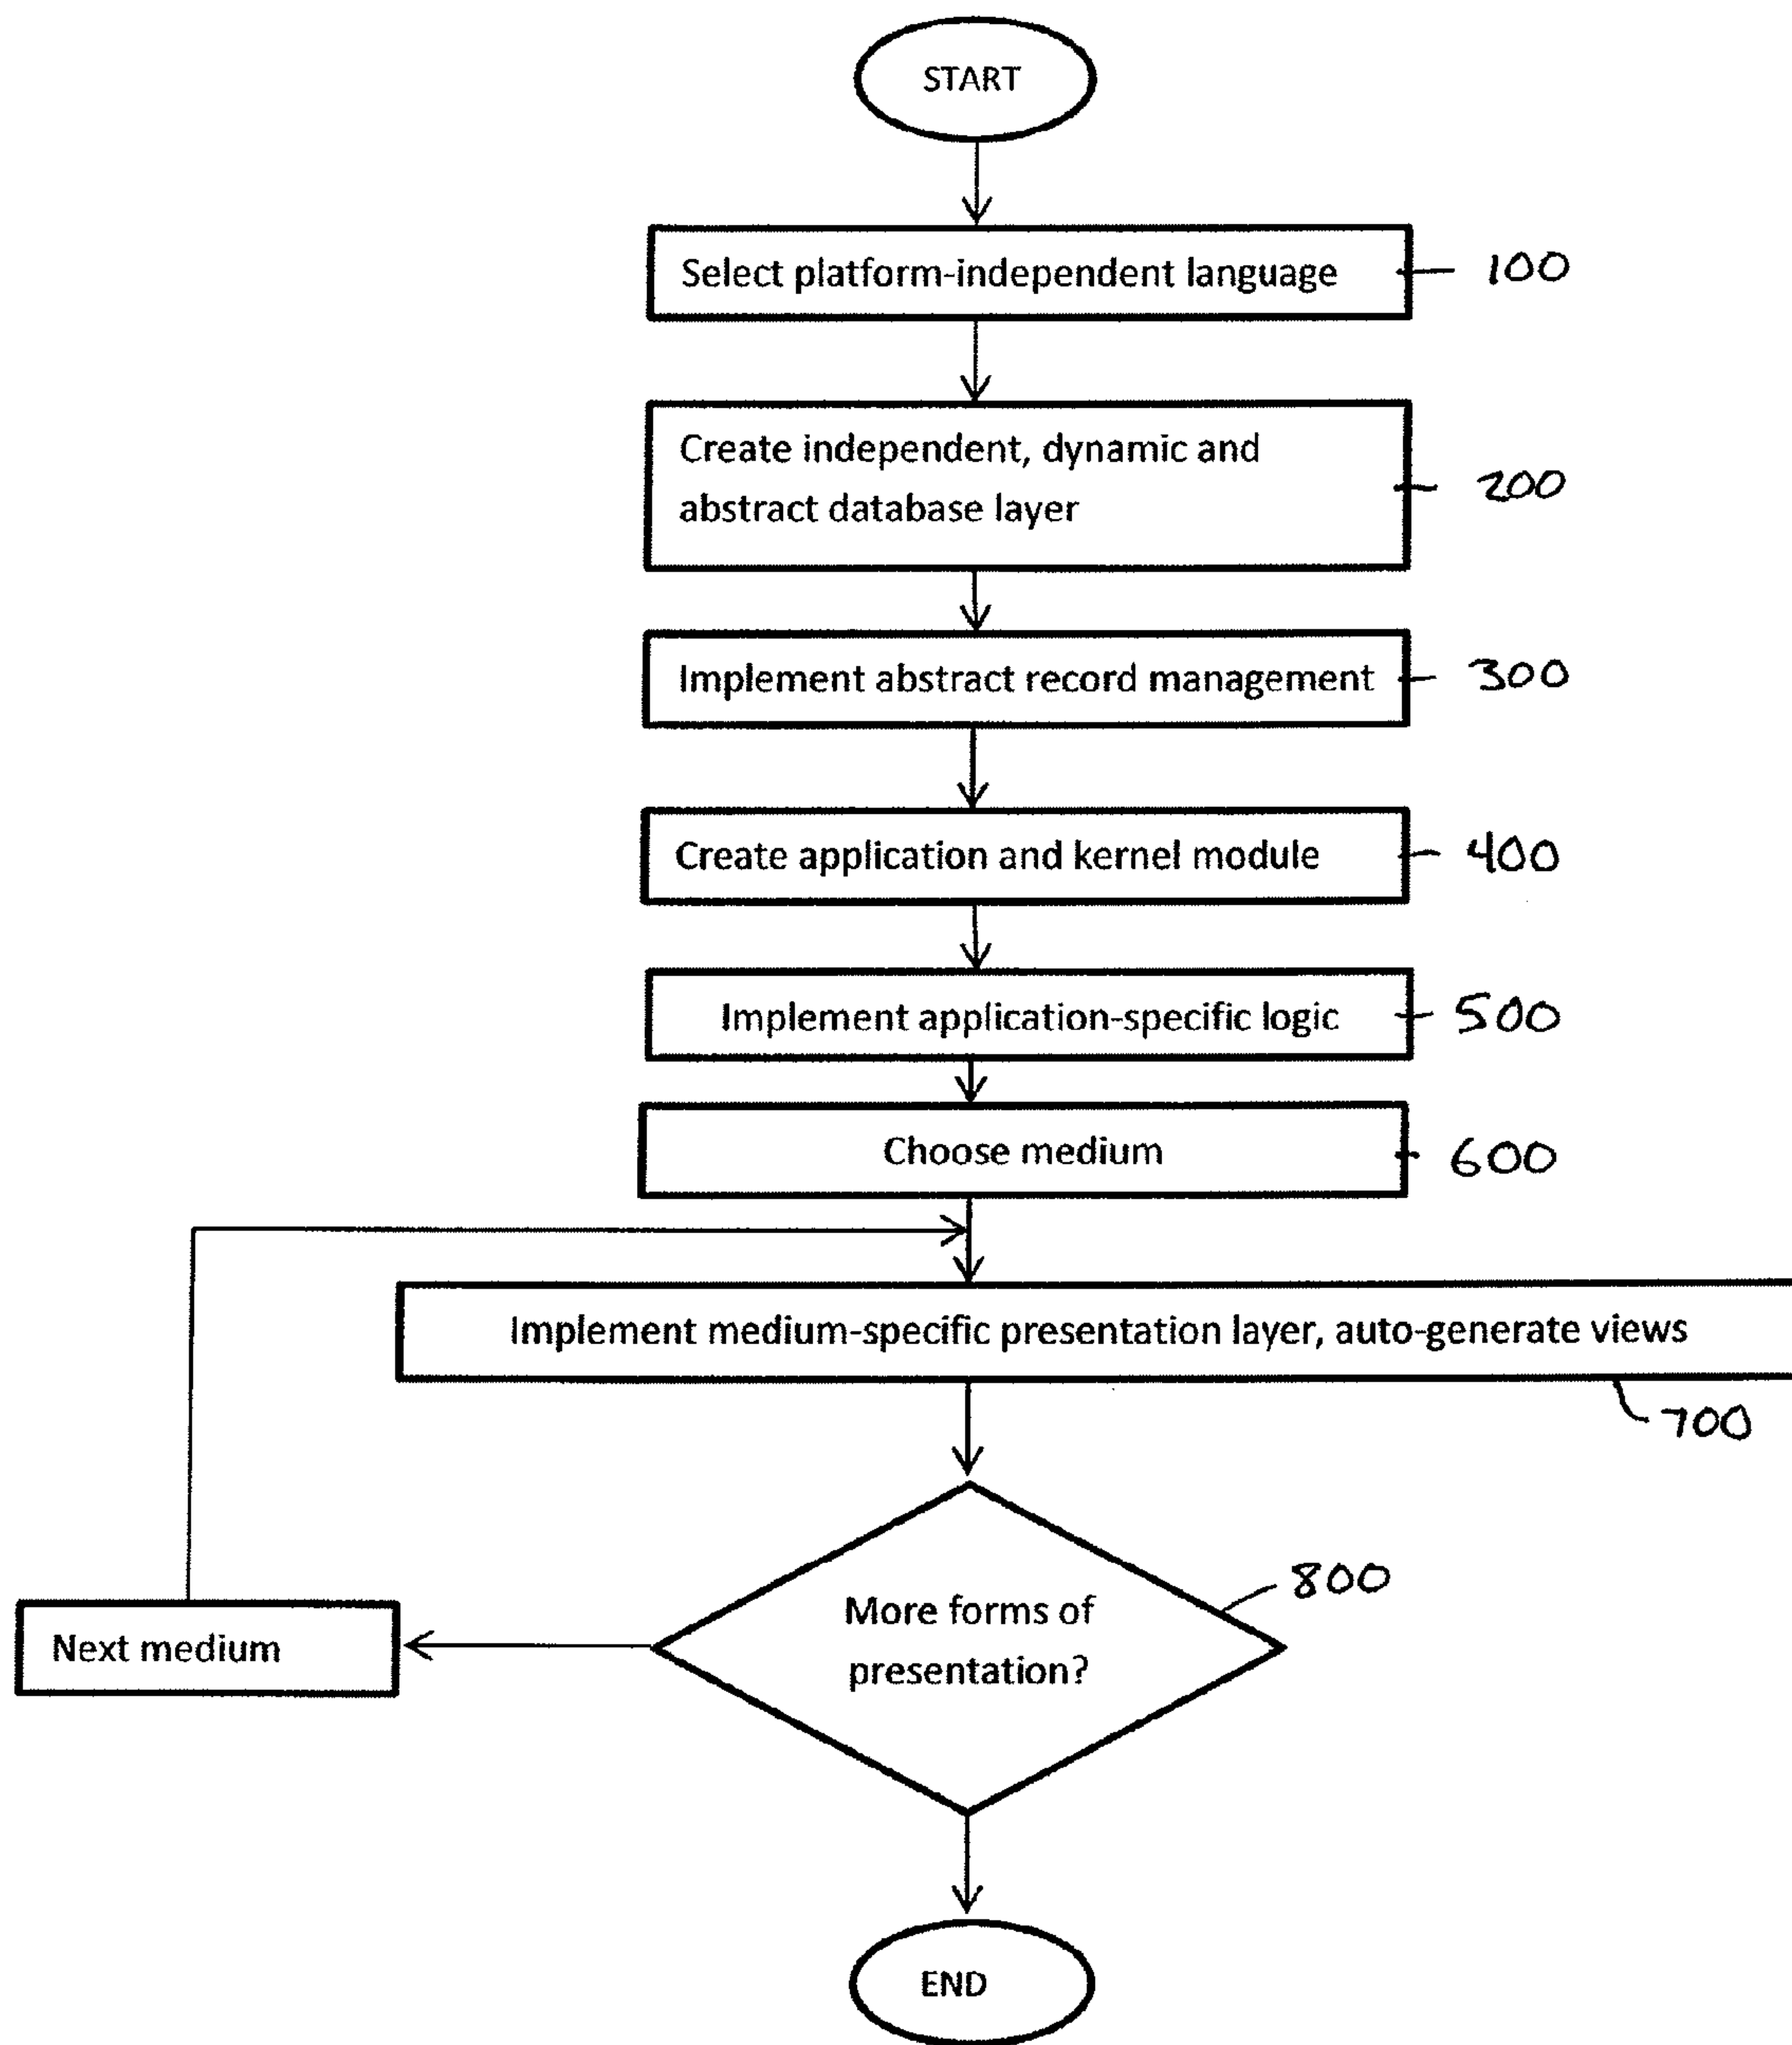 START
Select platform-independent language
100
Create independent, dynamic and
abstract database layer
200
Implement abstract record management
300
Create application and kernel module
400
Implement application-specific logic
500
Choose medium
600
Implement medium-specific presentation layer, auto-generate views
700
More forms of
presentation?
800
Next medium
END